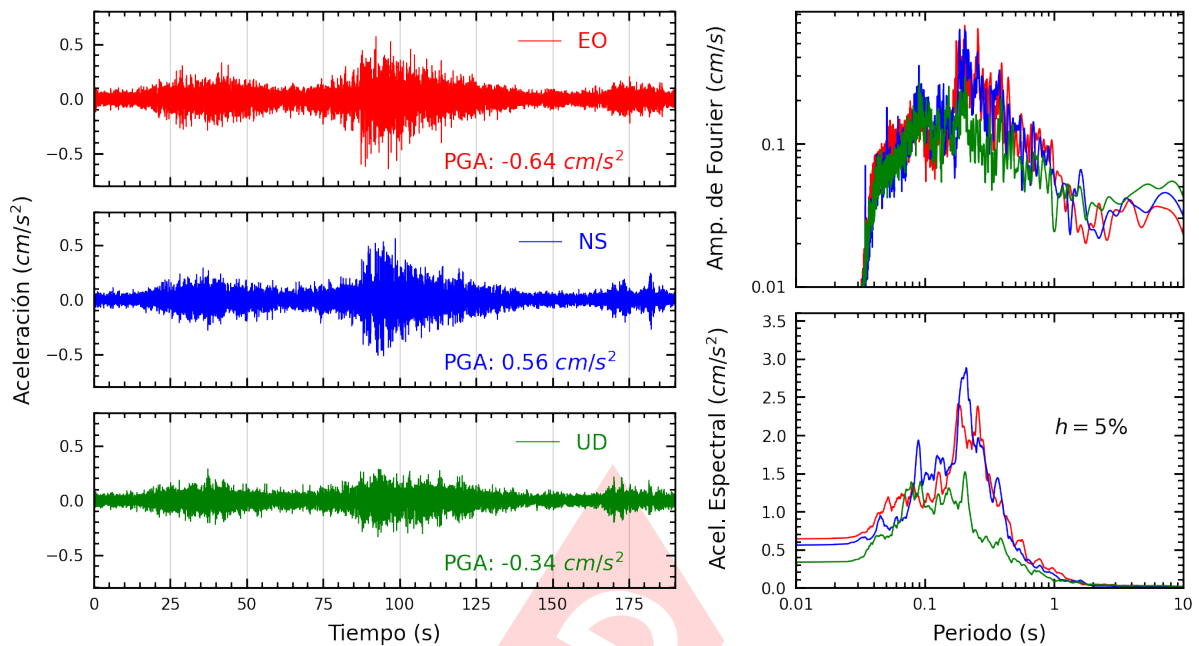 Aceleración (cm/s²)
0.5
0.0
−0.5
EO
PGA: -0.64 cm/s²
0.5
0.0
−0.5
NS
PGA: 0.56 cm/s²
0.5
0.0
−0.5
UD
PGA: -0.34 cm/s²
0 25 50 75 100 125 150 175
Tiempo (s)
Amp. de Fourier (cm/s)
0.1
0.01
Acel. Espectral (cm/s²)
3.5
3.0
2.5
2.0
1.5
1.0
0.5
0.0
h = 5%
0.01 0.1 1 10
Periodo (s)